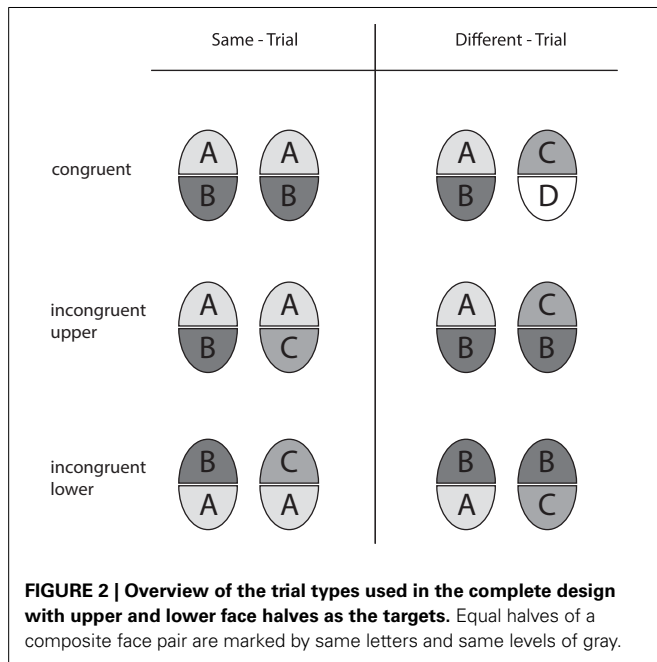 Same - Trial Different - Trial
congruent
A A A C
B B B D
incongruent
upper
A A A C
B C B B
incongruent
lower
B C B B
A A A C
FIGURE 2 | Overview of the trial types used in the complete design
with upper and lower face halves as the targets. Equal halves of a
composite face pair are marked by same letters and same levels of gray.